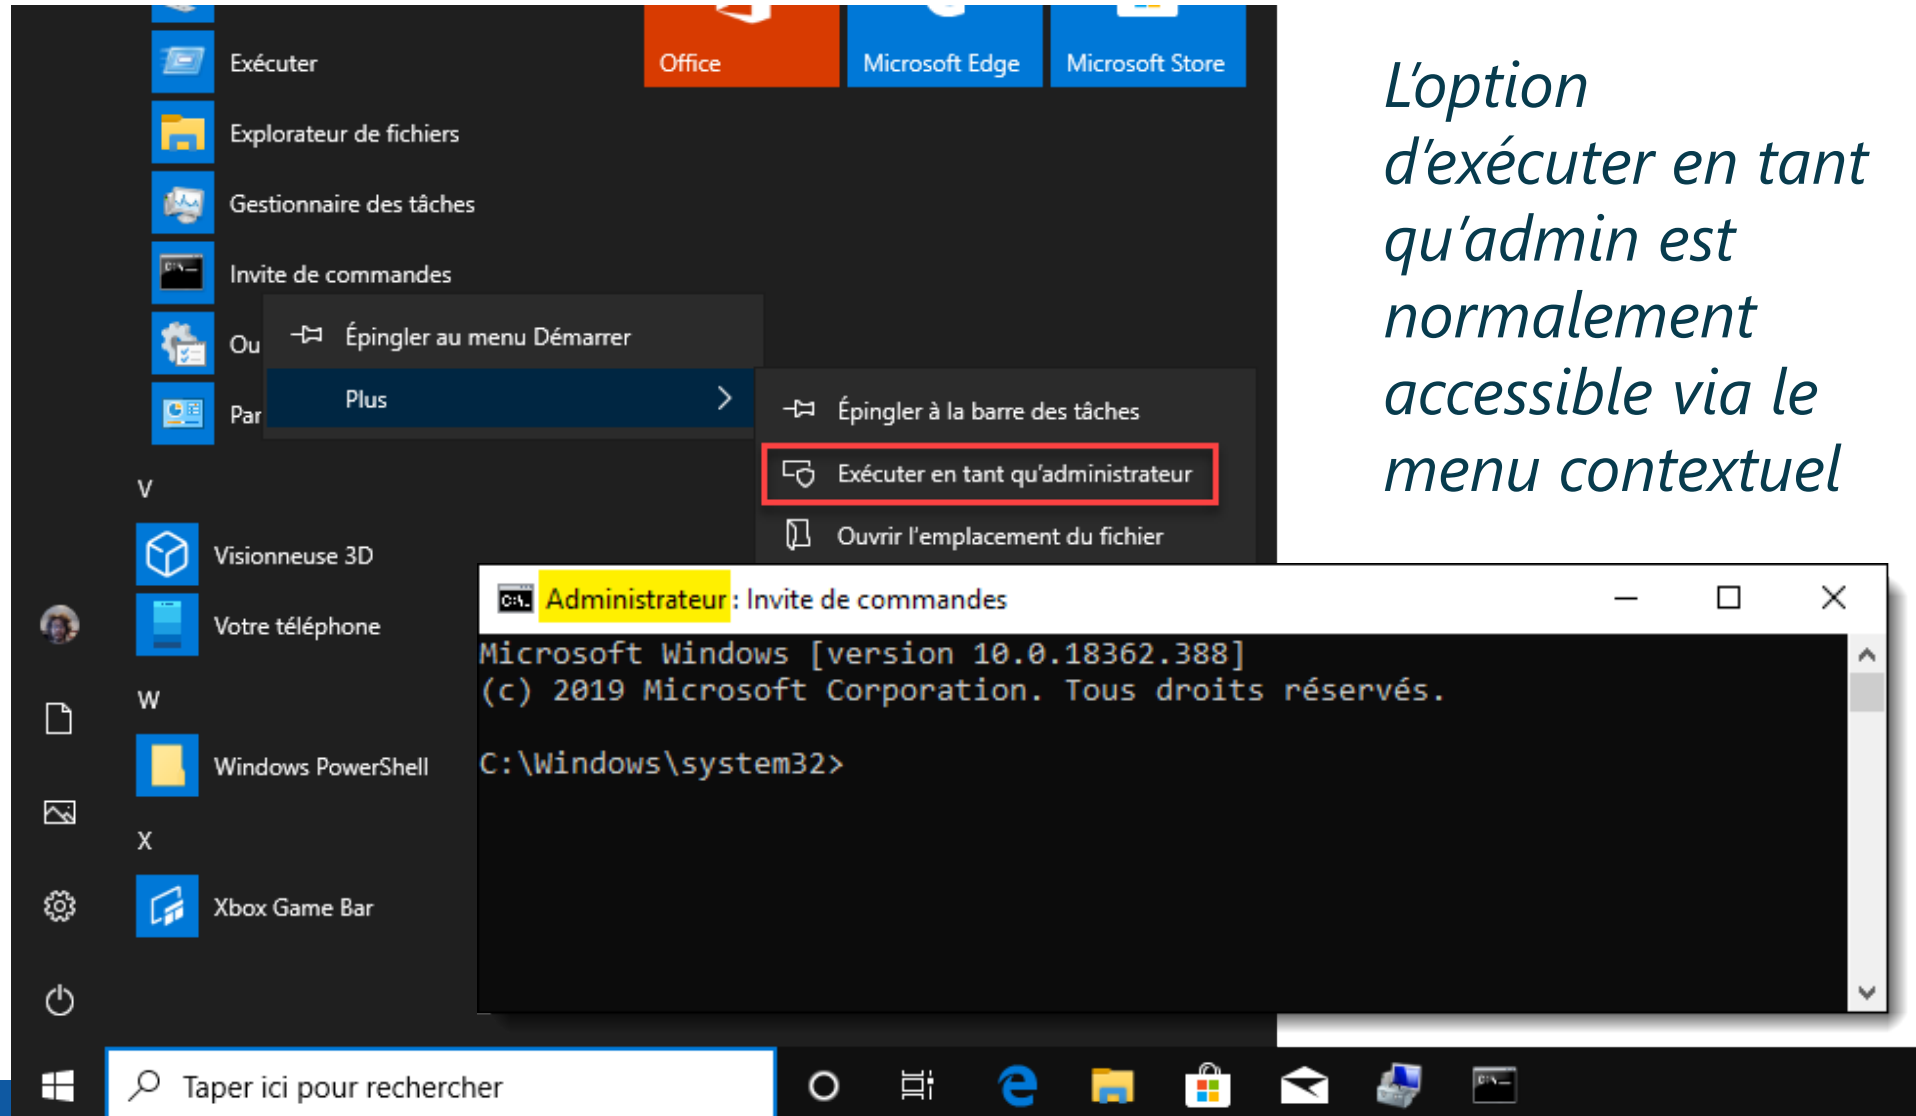 Office
Microsoft Edge
Microsoft Store
Exécuter
Explorateur de fichiers
Gestionnaire des tâches
Invite de commandes
Ou
Par
Épingler au menu Démarrer
Plus
Épingler à la barre des tâches
Exécuter en tant qu'administrateur
Ouvrir l'emplacement du fichier
V
Visionneuse 3D
Votre téléphone
W
Windows PowerShell
X
Xbox Game Bar
L'option
d'exécuter en tant
qu'admin est
normalement
accessible via le
menu contextuel
Administrateur : Invite de commandes
Microsoft Windows [version 10.0.18362.388]
(c) 2019 Microsoft Corporation. Tous droits réservés.
C:\Windows\system32>
Taper ici pour rechercher